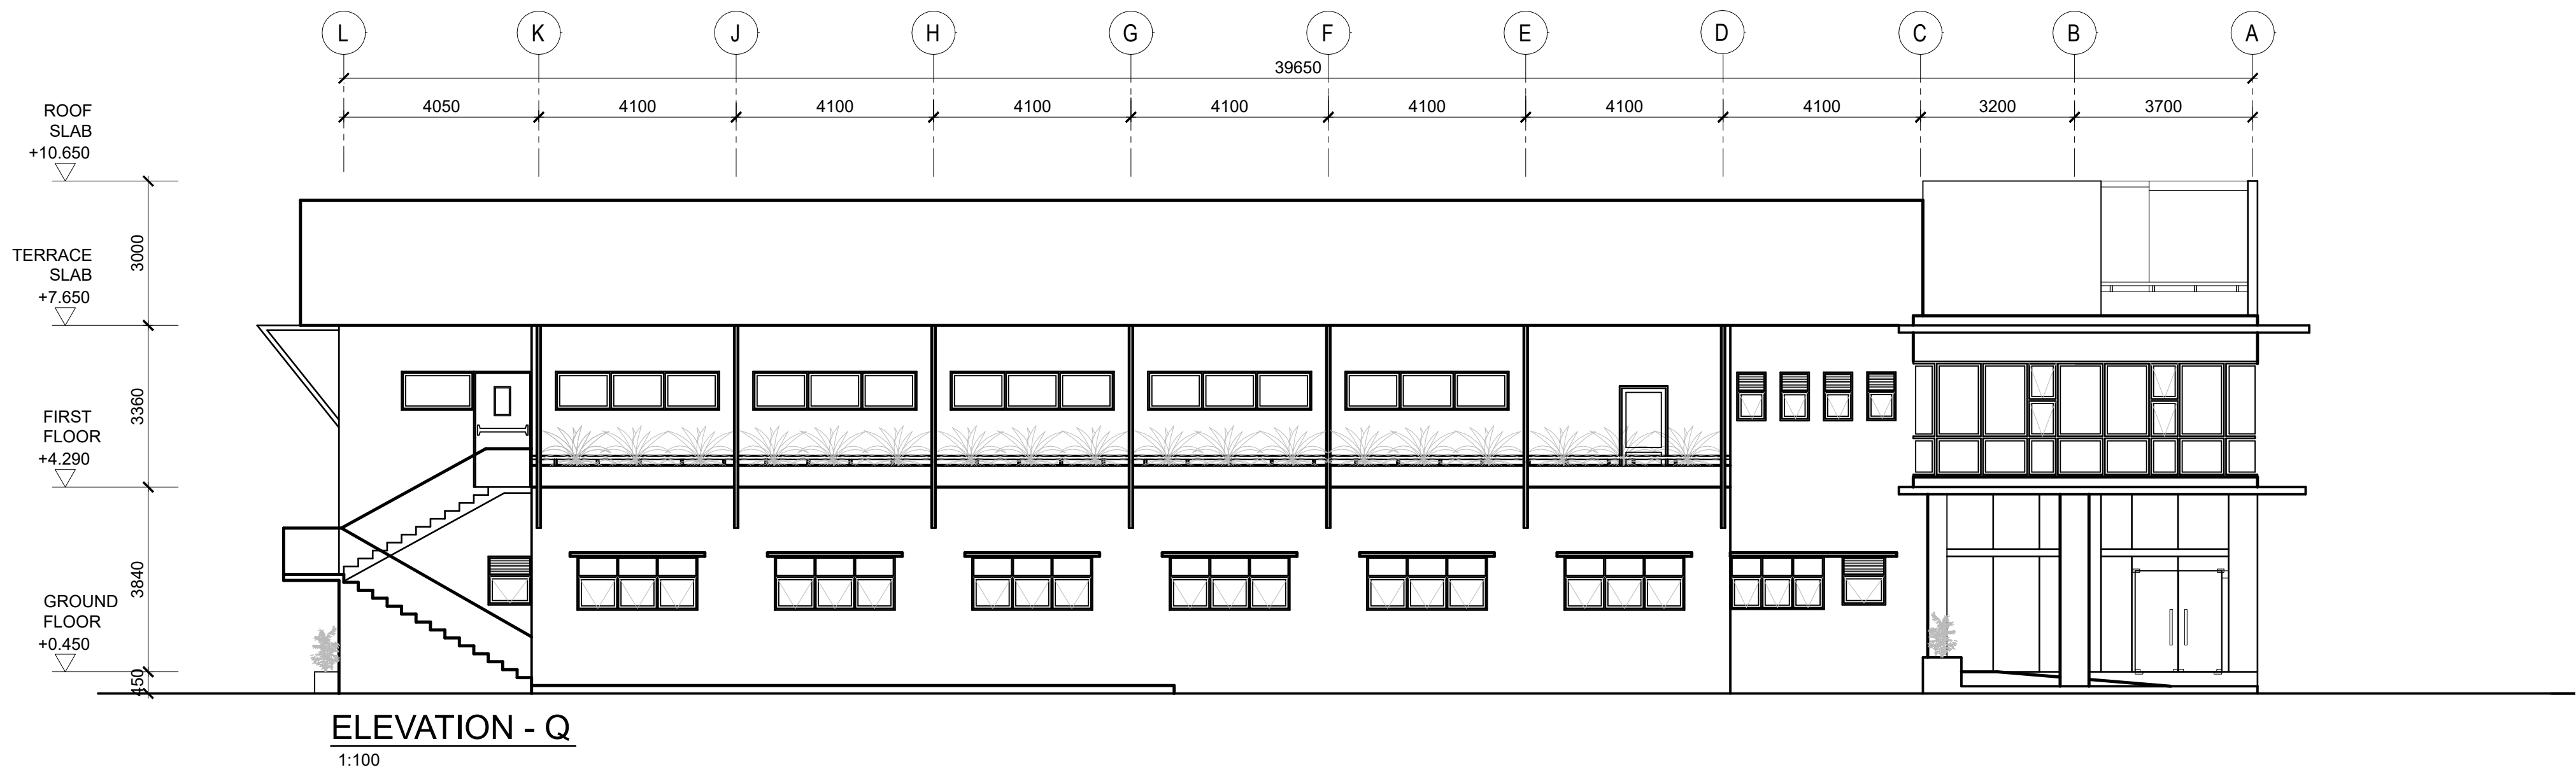 L K J H G F E D C B A
39650
4050 4100 4100 4100 4100 4100 4100 4100 3200 3700
ROOF
SLAB
+10.650
3000
TERRACE
SLAB
+7.650
3360
FIRST
FLOOR
+4.290
3840
GROUND
FLOOR
+0.450
450
ELEVATION - Q
1:100